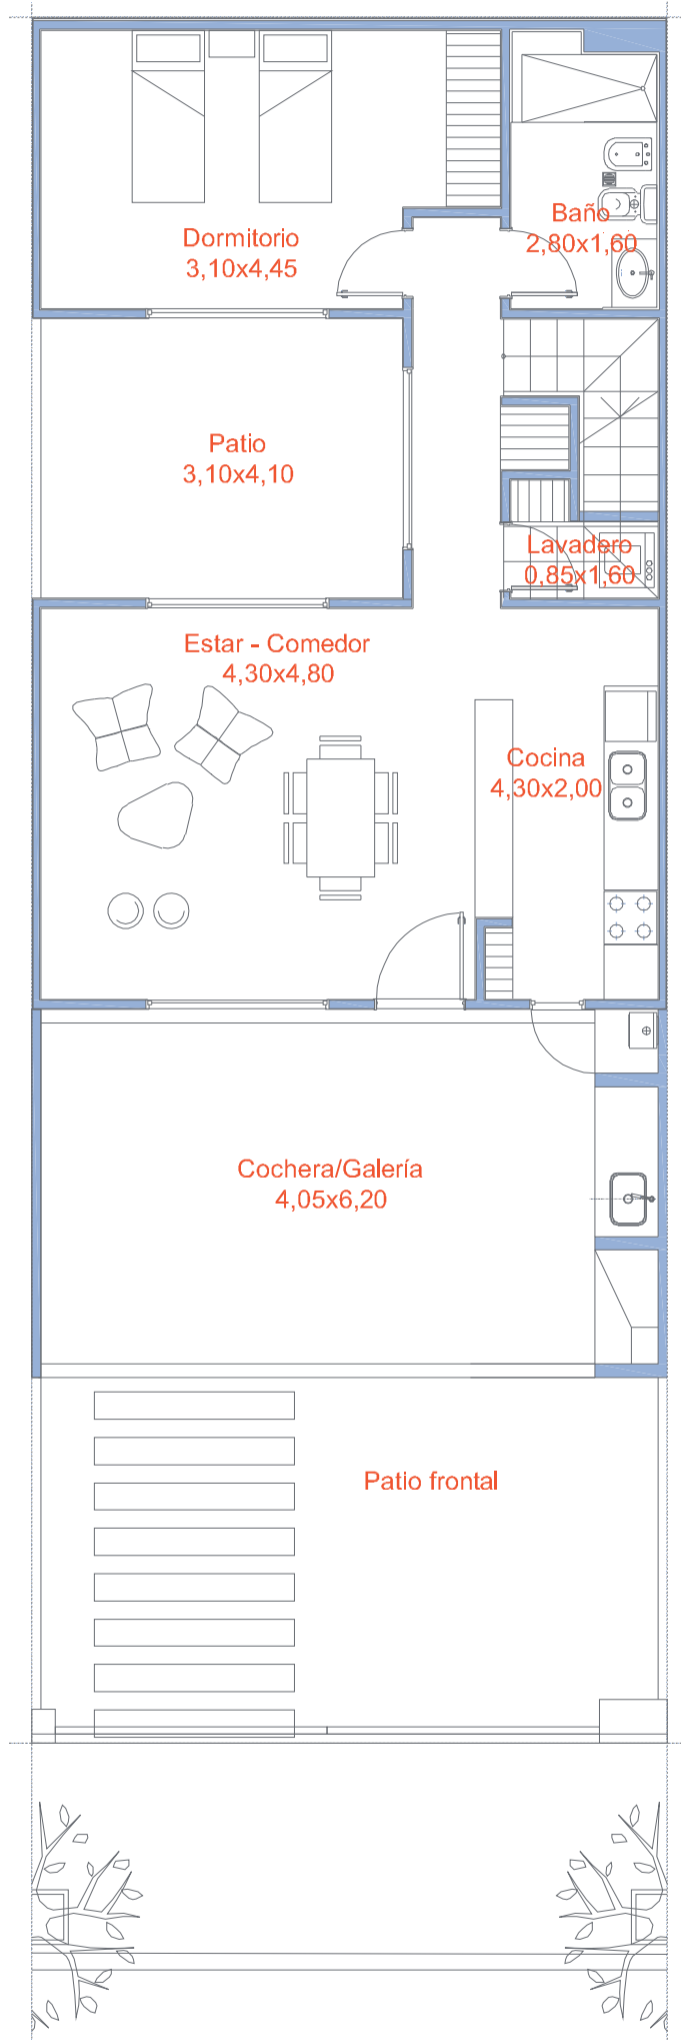 Baño
2,80x1,60
Dormitorio
3,10x4,45
Patio
3,10x4,10
Lavadero
0,85x1,60
Estar - Comedor
4,30x4,80
Cocina
4,30x2,00
Cochera/Galería
4,05x6,20
Patio frontal